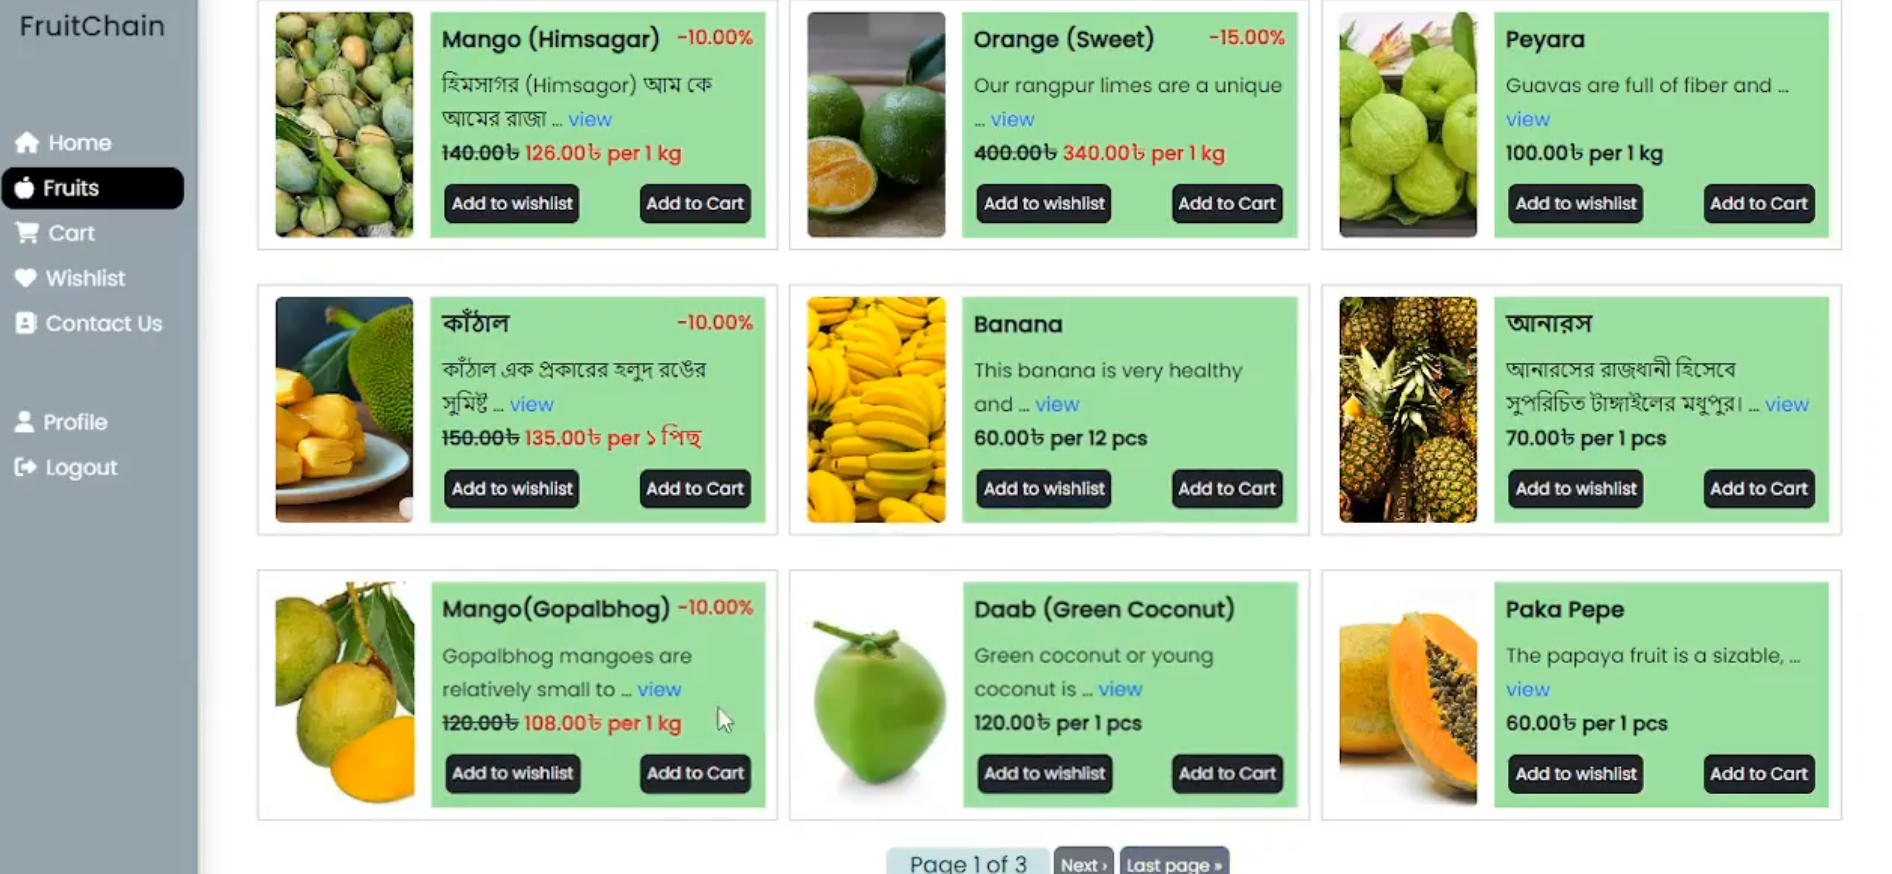 FruitChain
Home
Fruits
Cart
Wishlist
Contact Us
Profile
Logout
Mango (Himsagar) -10.00%
হিমসাগর (Himsagor) আম কে
আমের রাজা ... view
140.00৳ 126.00৳ per 1 kg
Add to wishlist Add to Cart
Orange (Sweet) -15.00%
Our rangpur limes are a unique
... view
400.00৳ 340.00৳ per 1 kg
Add to wishlist Add to Cart
Peyara
Guavas are full of fiber and ...
view
100.00৳ per 1 kg
Add to wishlist Add to Cart
কাঁঠাল -10.00%
কাঁঠাল এক প্রকারের হলুদ রঙের
সুমিষ্ট ... view
150.00৳ 135.00৳ per ১ পিছ
Add to wishlist Add to Cart
Banana
This banana is very healthy
and ... view
60.00৳ per 12 pcs
Add to wishlist Add to Cart
আনারস
আনারসের রাজধানী হিসেবে
সুপরিচিত টাঙ্গাইলের মধুপুর। ... view
70.00৳ per 1 pcs
Add to wishlist Add to Cart
Mango(Gopalbhog) -10.00%
Gopalbhog mangoes are
relatively small to ... view
120.00৳ 108.00৳ per 1 kg
Add to wishlist Add to Cart
Daab (Green Coconut)
Green coconut or young
coconut is ... view
120.00৳ per 1 pcs
Add to wishlist Add to Cart
Paka Pepe
The papaya fruit is a sizable, ...
view
60.00৳ per 1 pcs
Add to wishlist Add to Cart
Page 1 of 3 Next › Last page »